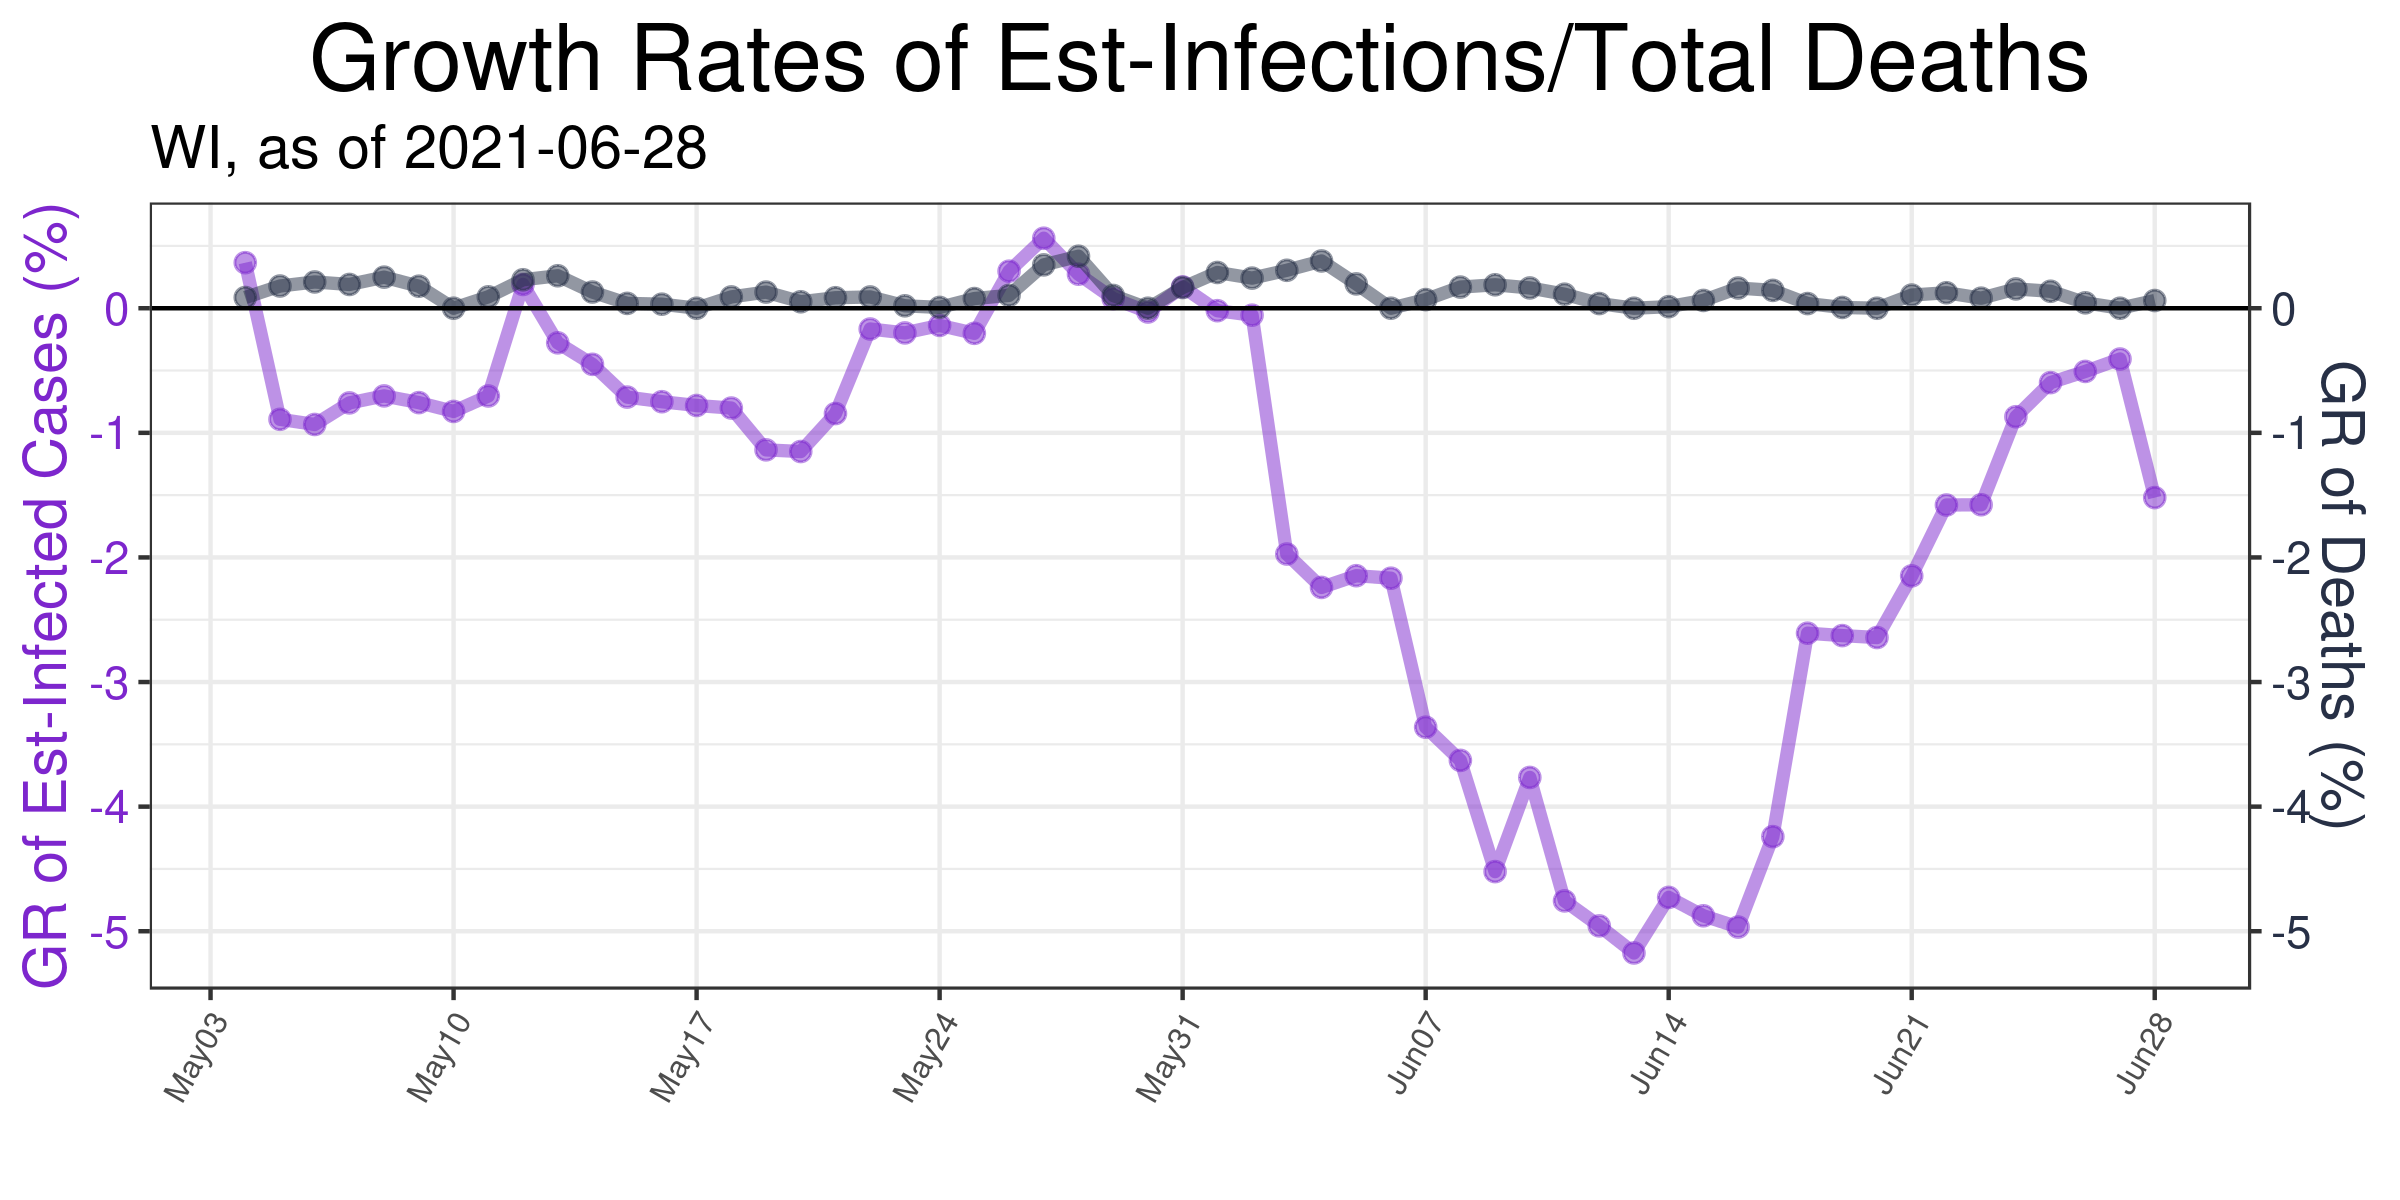 Growth Rates of Est-Infections/Total Deaths
WI, as of 2021-06-28
GR of Est-Infected Cases (%)
0
-1
-2
-3
-4
-5
0
-1
-2
-3
-4
-5
GR of Deaths (%)
May03
May10
May17
May24
May31
Jun07
Jun14
Jun21
Jun28